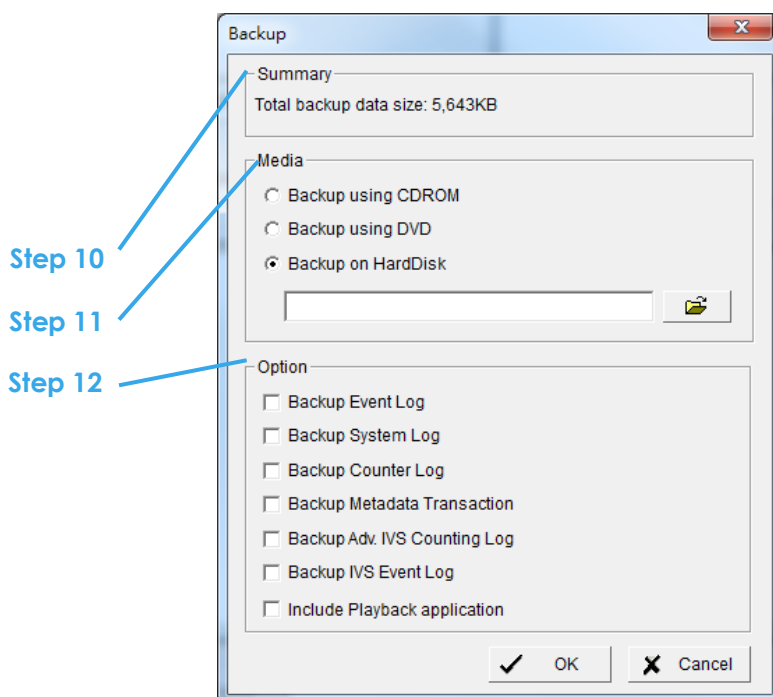 Backup
Summary
Total backup data size: 5,643KB
Media
Backup using CDROM
Backup using DVD
Step 10
Backup on HardDisk
Step 11
Step 12
Option
Backup Event Log
Backup System Log
Backup Counter Log
Backup Metadata Transaction
Backup Adv. IVS Counting Log
Backup IVS Event Log
Include Playback application
OK
Cancel